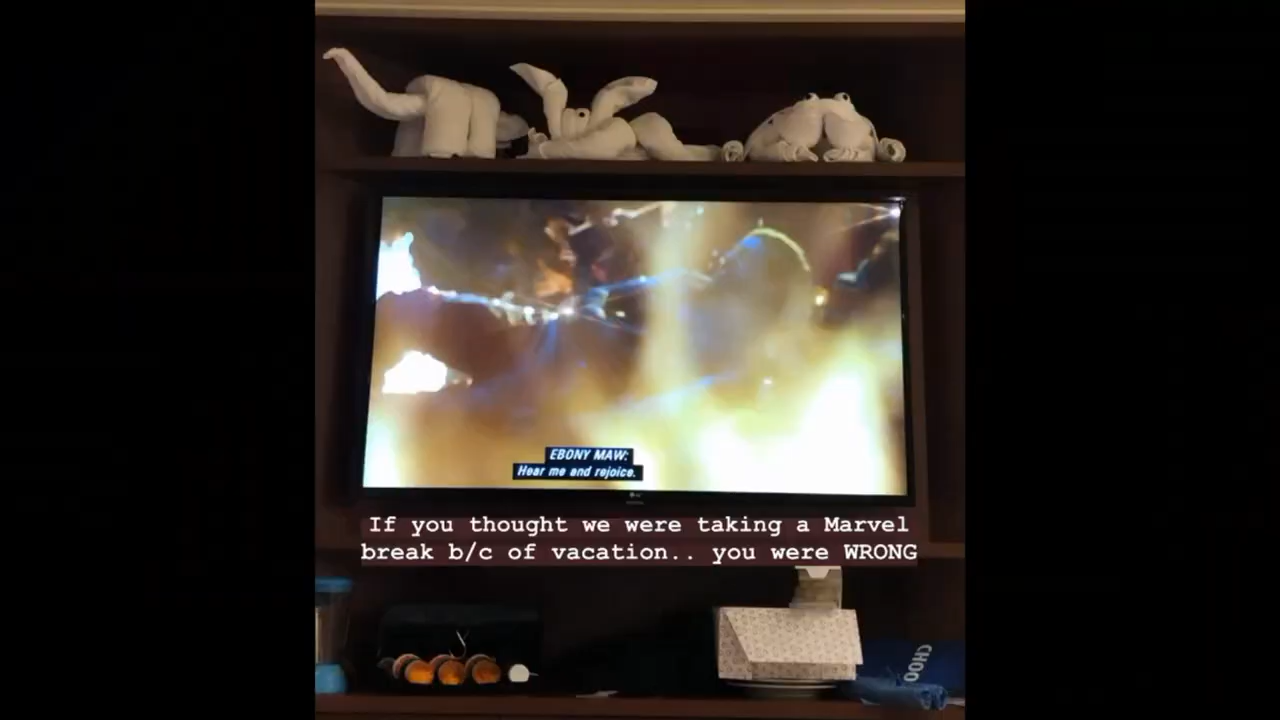 EBONY MAW:
Hear me and rejoice.
If you thought we were taking a Marvel
break b/c of vacation.. you were WRONG
CHOO